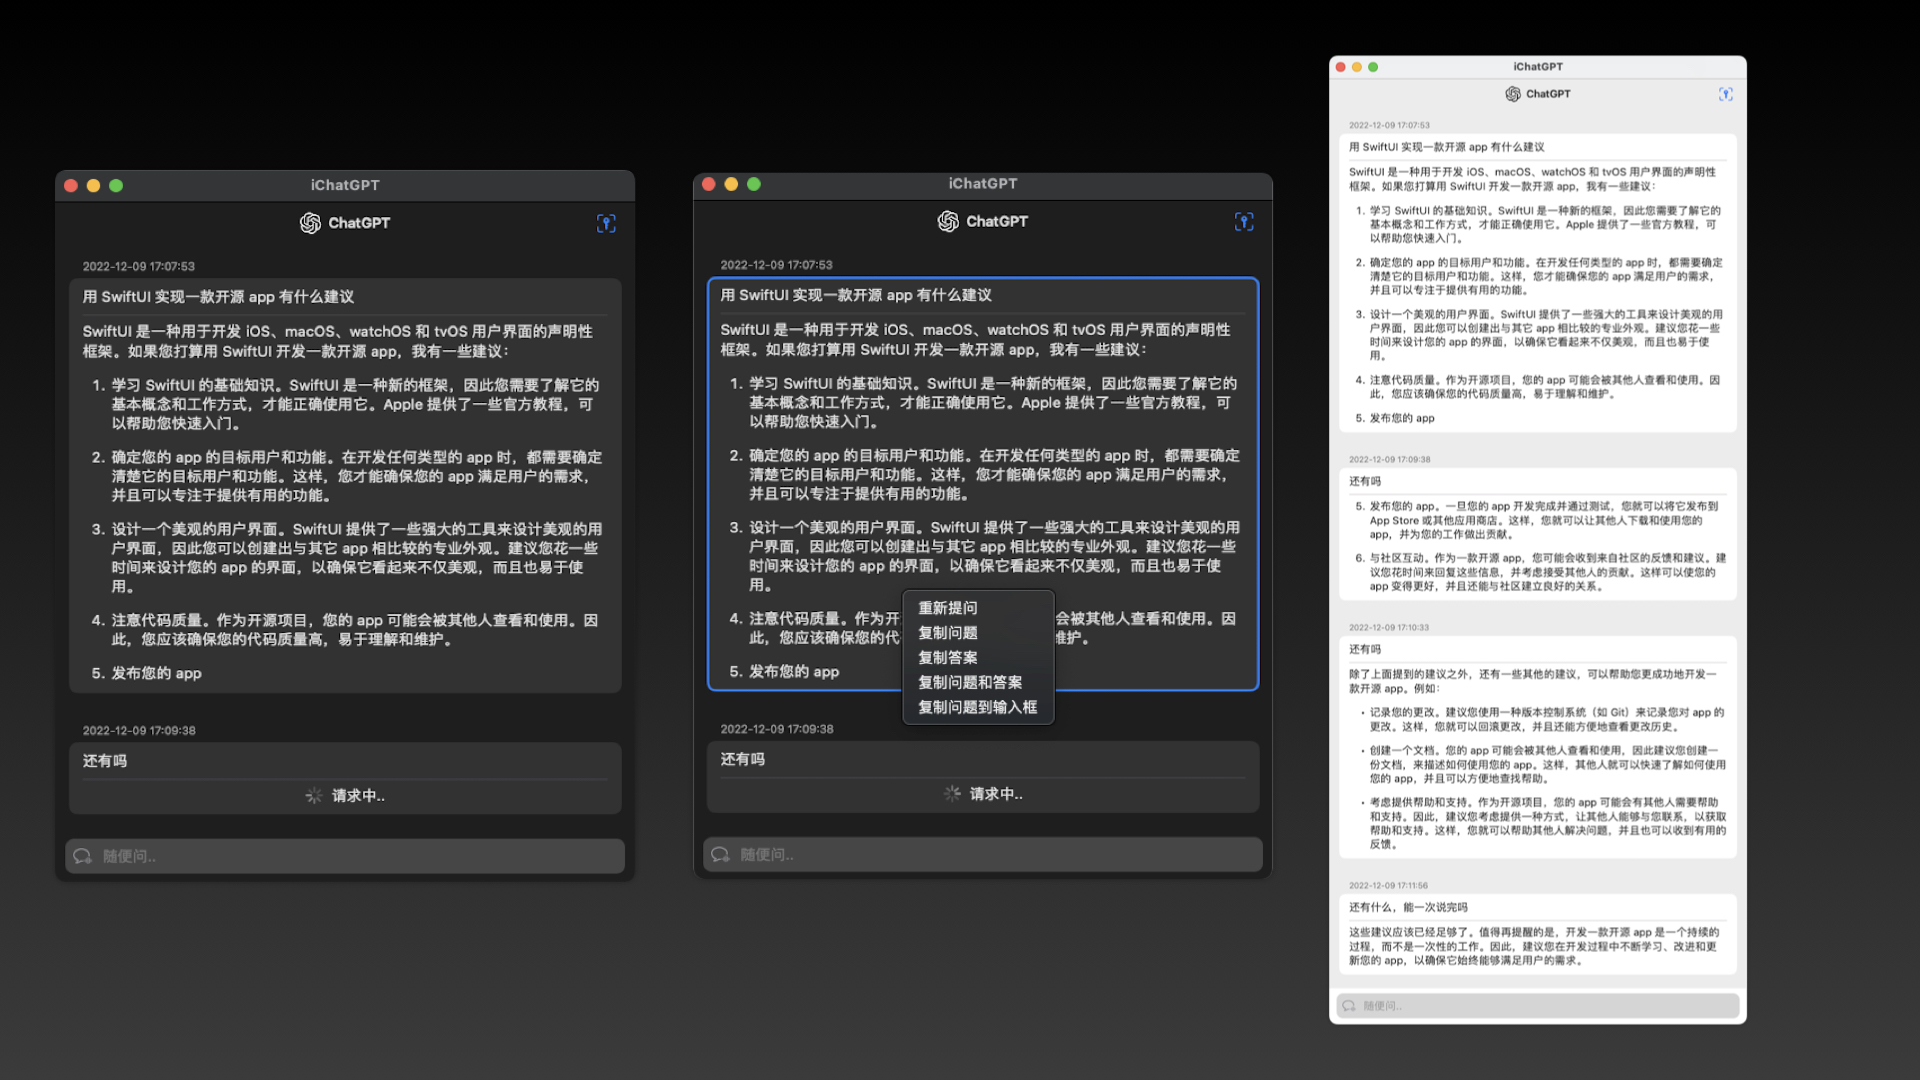 iChatGPT
ChatGPT
2022-12-09 17:07:53
用 SwiftUI 实现一款开源 app 有什么建议
SwiftUI 是一种用于开发 iOS、macOS、watchOS 和 tvOS 用户界面的声明性
框架。如果您打算用 SwiftUI 开发一款开源 app，我有一些建议：
1. 学习 SwiftUI 的基础知识。SwiftUI 是一种新的框架，因此您需要了解它的
基本概念和工作方式，才能正确使用它。Apple 提供了一些官方教程，可
以帮助您快速入门。
2. 确定您的 app 的目标用户和功能。在开发任何类型的 app 时，都需要确定
清楚它的目标用户和功能。这样，您才能确保您的 app 满足用户的需求，
并且可以专注于提供有用的功能。
3. 设计一个美观的用户界面。SwiftUI 提供了一些强大的工具来设计美观的用
户界面，因此您可以创建出与其它 app 相比较的专业外观。建议您花一些
时间来设计您的 app 的界面，以确保它看起来不仅美观，而且也易于使
用。
4. 注意代码质量。作为开源项目，您的 app 可能会被其他人查看和使用。因
此，您应该确保您的代码质量高，易于理解和维护。
5. 发布您的 app
2022-12-09 17:09:38
还有吗
请求中..
随便问..
iChatGPT
ChatGPT
2022-12-09 17:07:53
用 SwiftUI 实现一款开源 app 有什么建议
SwiftUI 是一种用于开发 iOS、macOS、watchOS 和 tvOS 用户界面的声明性
框架。如果您打算用 SwiftUI 开发一款开源 app，我有一些建议：
1. 学习 SwiftUI 的基础知识。SwiftUI 是一种新的框架，因此您需要了解它的
基本概念和工作方式，才能正确使用它。Apple 提供了一些官方教程，可
以帮助您快速入门。
2. 确定您的 app 的目标用户和功能。在开发任何类型的 app 时，都需要确定
清楚它的目标用户和功能。这样，您才能确保您的 app 满足用户的需求，
并且可以专注于提供有用的功能。
3. 设计一个美观的用户界面。SwiftUI 提供了一些强大的工具来设计美观的用
户界面，因此您可以创建出与其它 app 相比较的专业外观。建议您花一些
时间来设计您的 app 的界面，以确保它看起来不仅美观，而且也易于使
用。
4. 注意代码质量。作为开 会被其他人查看和使用。因
此，您应该确保您的代 维护。
5. 发布您的 app
重新提问
复制问题
复制答案
复制问题和答案
复制问题到输入框
2022-12-09 17:09:38
还有吗
请求中..
随便问..
iChatGPT
ChatGPT
2022-12-09 17:07:53
用 SwiftUI 实现一款开源 app 有什么建议
SwiftUI 是一种用于开发 iOS、macOS、watchOS 和 tvOS 用户界面的声明性
框架。如果您打算用 SwiftUI 开发一款开源 app，我有一些建议：
1. 学习 SwiftUI 的基础知识。SwiftUI 是一种新的框架，因此您需要了解它的
基本概念和工作方式，才能正确使用它。Apple 提供了一些官方教程，可
以帮助您快速入门。
2. 确定您的 app 的目标用户和功能。在开发任何类型的 app 时，都需要确定
清楚它的目标用户和功能。这样，您才能确保您的 app 满足用户的需求，
并且可以专注于提供有用的功能。
3. 设计一个美观的用户界面。SwiftUI 提供了一些强大的工具来设计美观的用
户界面，因此您可以创建出与其它 app 相比较的专业外观。建议您花一些
时间来设计您的 app 的界面，以确保它看起来不仅美观，而且也易于使
用。
4. 注意代码质量。作为开源项目，您的 app 可能会被其他人查看和使用。因
此，您应该确保您的代码质量高，易于理解和维护。
5. 发布您的 app
2022-12-09 17:09:38
还有吗
5. 发布您的 app。一旦您的 app 开发完成并通过测试，您就可以将它发布到
App Store 或其他应用商店。这样，您就可以让其他人下载和使用您的
app，并为您的工作做出贡献。
6. 与社区互动。作为一款开源 app，您可能会收到来自社区的反馈和建议。建
议您花时间来回复这些信息，并考虑接受其他人的贡献。这样可以使您的
app 变得更好，并且还能与社区建立良好的关系。
2022-12-09 17:10:33
还有吗
除了上面提到的建议之外，还有一些其他的建议，可以帮助您更成功地开发一
款开源 app。例如：
• 记录您的更改。建议您使用一种版本控制系统（如 Git）来记录您对 app 的
更改。这样，您就可以回滚更改，并且还能方便地查看更改历史。
• 创建一个文档。您的 app 可能会被其他人查看和使用，因此建议您创建一
份文档，来描述如何使用您的 app。这样，其他人就可以快速了解如何使用
您的 app，并且可以方便地查找帮助。
• 考虑提供帮助和支持。作为开源项目，您的 app 可能会有其他人需要帮助
和支持。因此，建议您考虑提供一种方式，让其他人能够与您联系，以获取
帮助和支持。这样，您就可以帮助其他人解决问题，并且也可以收到有用的
反馈。
2022-12-09 17:11:56
还有什么，能一次说完吗
这些建议应该已经足够了。值得再提醒的是，开发一款开源 app 是一个持续的
过程，而不是一次性的工作。因此，建议您在开发过程中不断学习、改进和更
新您的 app，以确保它始终能够满足用户的需求。
随便问..